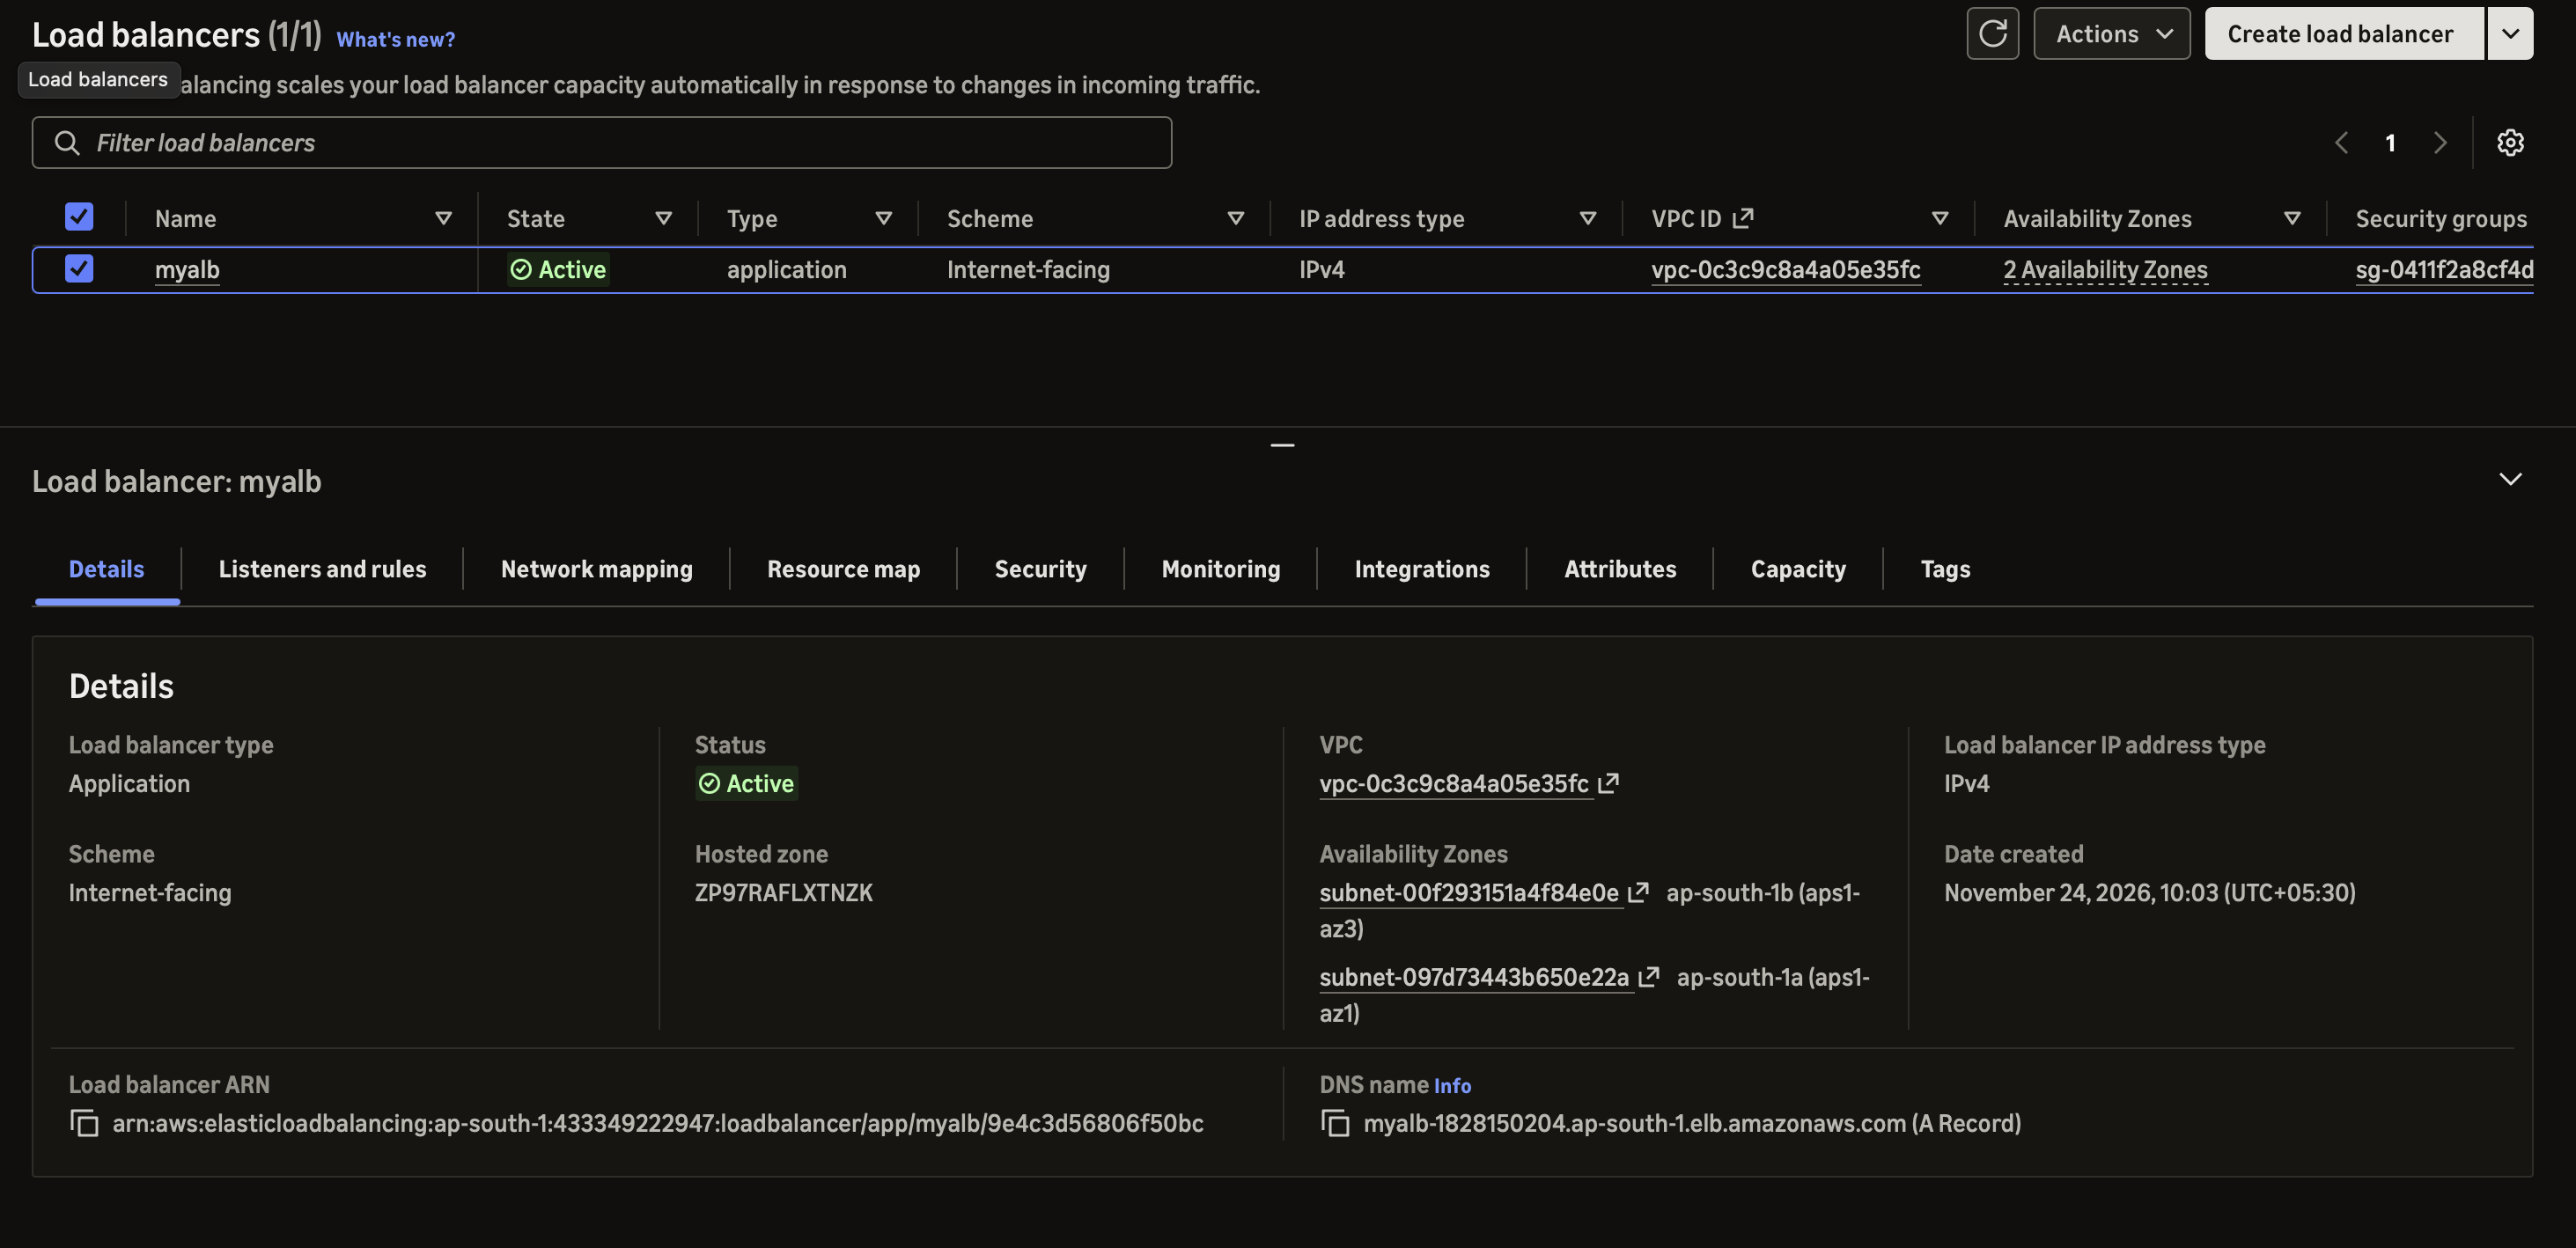 Load balancers (1/1) What's new?
Load balancers alancing scales your load balancer capacity automatically in response to changes in incoming traffic.
Actions
Create load balancer
Filter load balancers
1
Name State Type Scheme IP address type VPC ID Availability Zones Security groups
myalb Active application Internet-facing IPv4 vpc-0c3c9c8a4a05e35fc 2 Availability Zones sg-0411f2a8cf4d
Load balancer: myalb
Details Listeners and rules Network mapping Resource map Security Monitoring Integrations Attributes Capacity Tags
Details
Load balancer type
Application
Scheme
Internet-facing
Status
Active
Hosted zone
ZP97RAFLXTNZK
VPC
vpc-0c3c9c8a4a05e35fc
Availability Zones
subnet-00f293151a4f84e0e ap-south-1b (aps1-
az3)
subnet-097d73443b650e22a ap-south-1a (aps1-
az1)
Load balancer IP address type
IPv4
Date created
November 24, 2026, 10:03 (UTC+05:30)
Load balancer ARN
arn:aws:elasticloadbalancing:ap-south-1:433349222947:loadbalancer/app/myalb/9e4c3d56806f50bc
DNS name Info
myalb-1828150204.ap-south-1.elb.amazonaws.com (A Record)